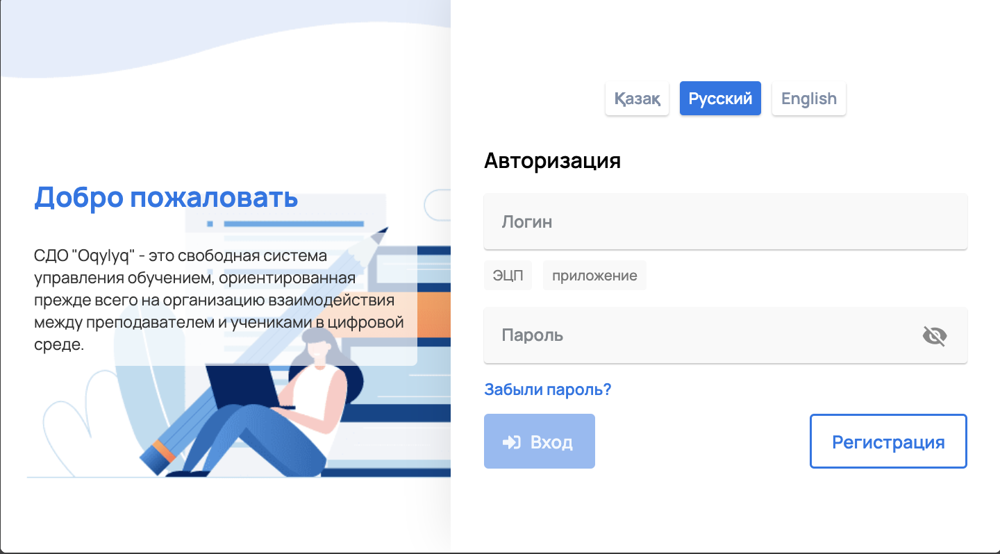 Добро пожаловать
СДО "Oqylyq" - это свободная система
управления обучением, ориентированная
прежде всего на организацию взаимодействия
между преподавателем и учениками в цифровой
среде.
Қазақ Русский English
Авторизация
Логин
ЭЦП приложение
Пароль
Забыли пароль?
Вход Регистрация